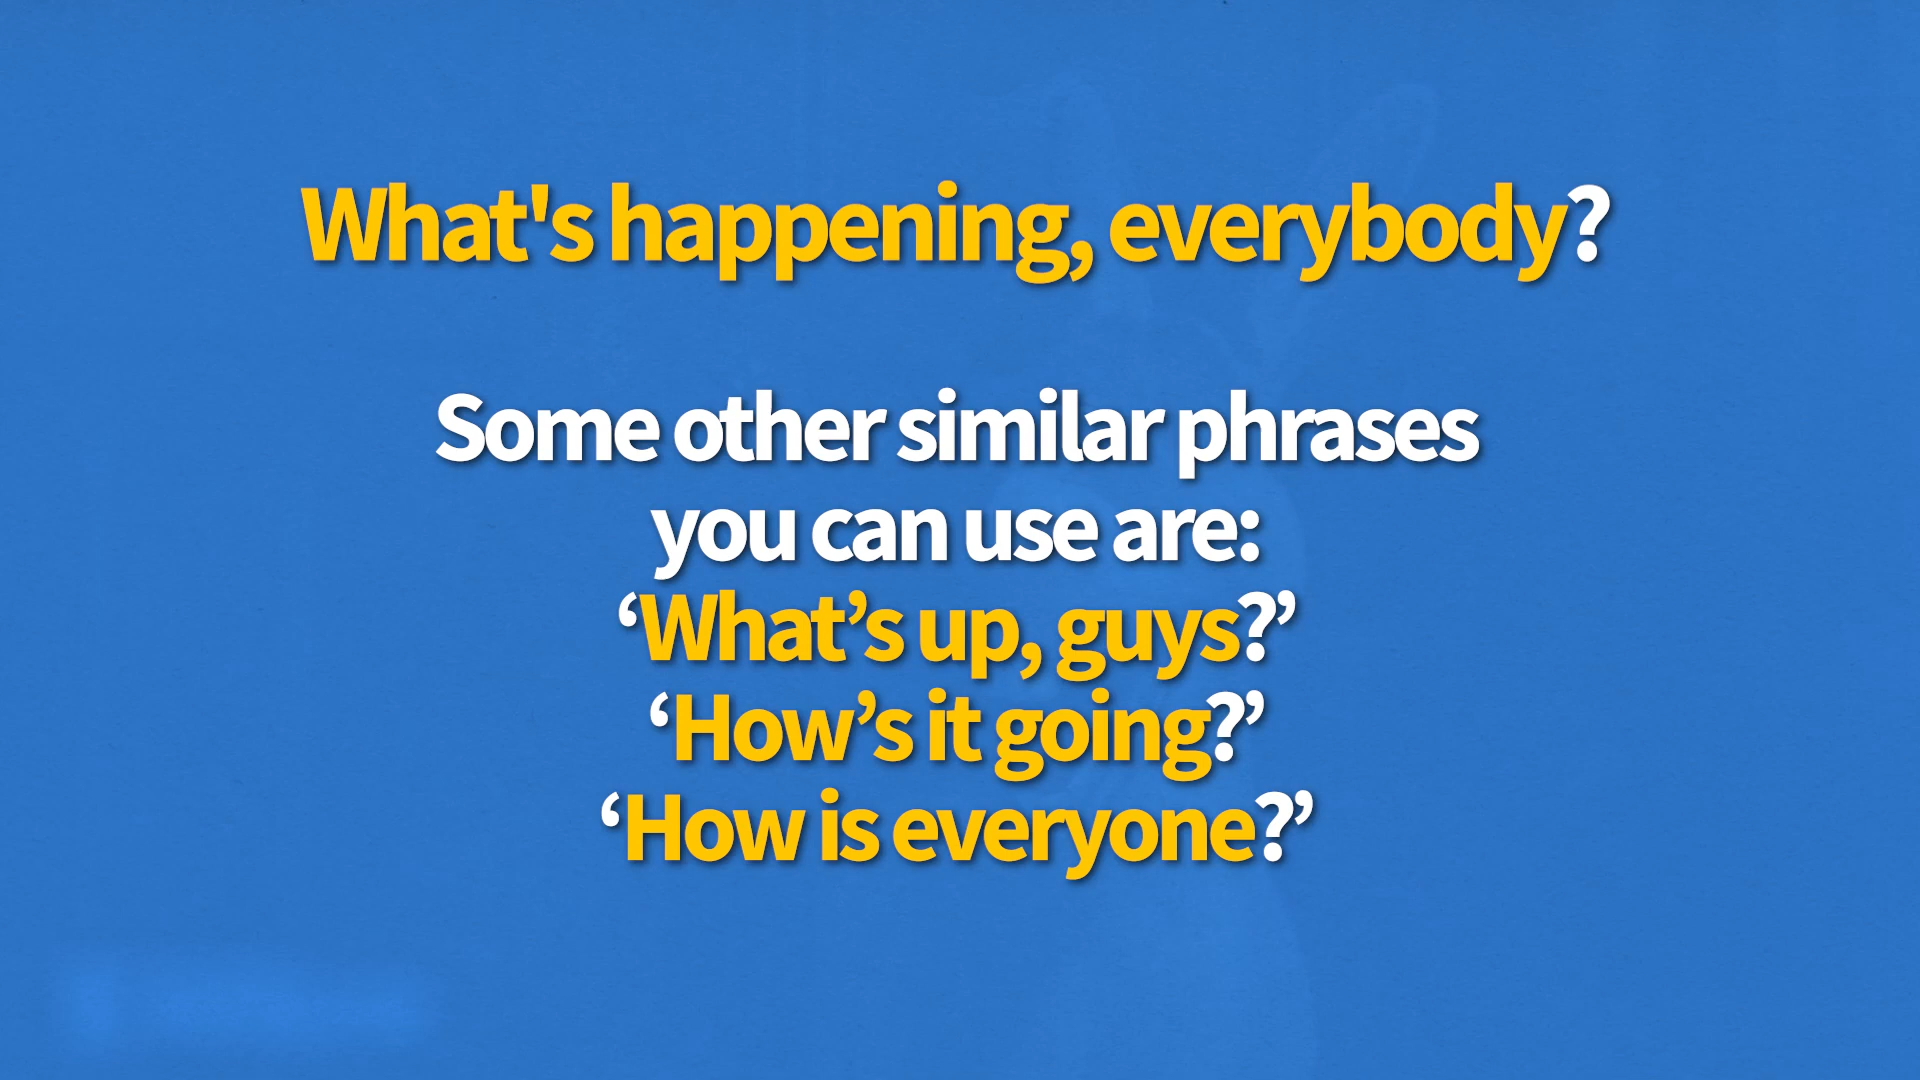 What's happening, everybody?
Some other similar phrases
you can use are:
‘What’s up, guys?’
‘How’s it going?’
‘How is everyone?’